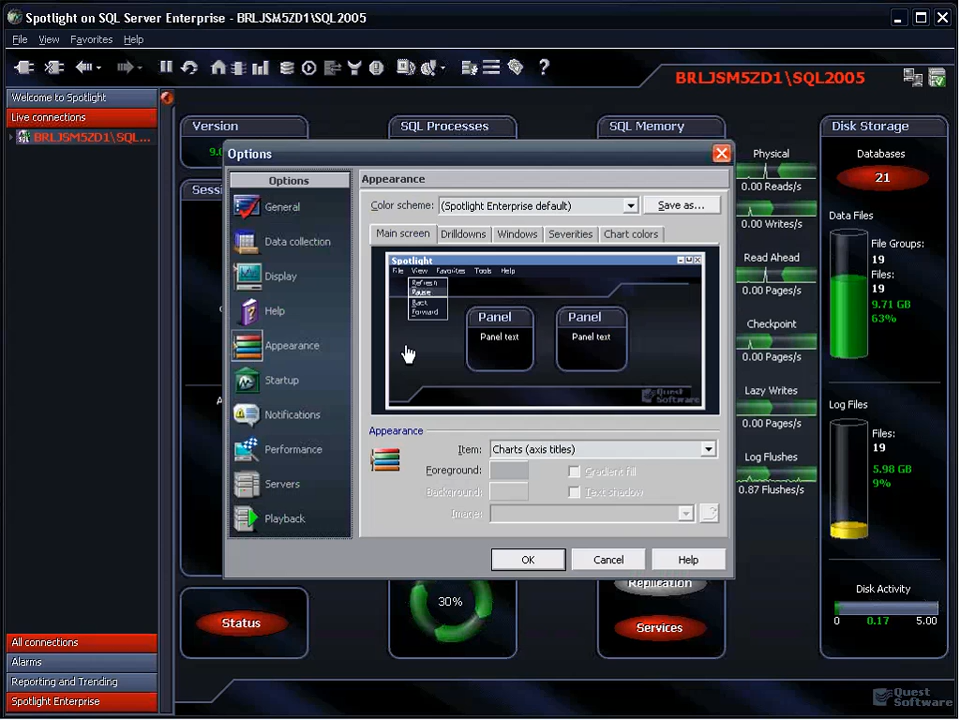 Spotlight on SQL Server Enterprise - BRLJSM5ZD1\SQL2005
File View Favorites Help
BRLJSM5ZD1\SQL2005
Welcome to Spotlight
Live connections
BRLJSM5ZD1\SQL...
Version
SQL Processes
SQL Memory
Disk Storage
9.0
Sessi
Options
Options
General
Data collection
Display
Help
Appearance
Startup
Notifications
Performance
Servers
Playback
Appearance
Color scheme: (Spotlight Enterprise default) Save as...
Main screen Drilldowns Windows Severities Chart colors
Spotlight
File View Favorites Tools Help
Refresh
Pause
Back
Forward
Panel
Panel text
Panel
Panel text
Quest Software
Appearance
Item: Charts (axis titles)
Foreground: Gradient fill
Background: Text shadow
Image:
OK Cancel Help
Physical
0.00 Reads/s
0.00 Writes/s
Read Ahead
0.00 Pages/s
Checkpoint
0.00 Pages/s
Lazy Writes
0.00 Pages/s
Log Flushes
0.87 Flushes/s
Databases
21
Data Files
File Groups:
19
Files:
19
9.71 GB
63%
Log Files
Files:
19
5.98 GB
9%
Disk Activity
0 0.17 5.00
Status
30%
Replication
Services
All connections
Alarms
Reporting and Trending
Spotlight Enterprise
Quest Software